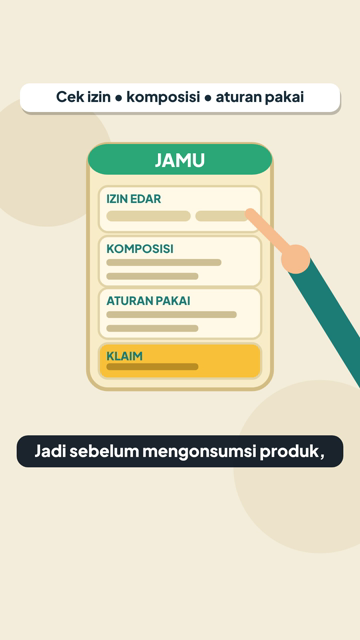 Cek izin • komposisi • aturan pakai
JAMU
IZIN EDAR
KOMPOSISI
ATURAN PAKAI
KLAIM
Jadi sebelum mengonsumsi produk,